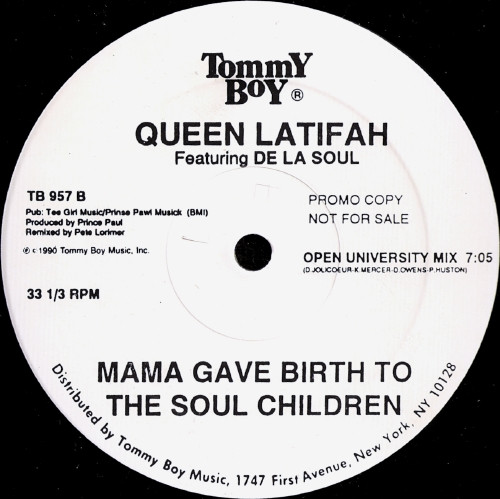 TOMMY
BOY ®
QUEEN LATIFAH
Featuring DE LA SOUL
TB 957 B
Pub: Tee Girl Music/Prinse Pawl Musick (BMI)
Produced by Prince Paul
Remixed by Pete Lorimer
℗ © 1990 Tommy Boy Music, Inc.
33 1/3 RPM
PROMO COPY
NOT FOR SALE
OPEN UNIVERSITY MIX 7:05
(D.JOLICOEUR-K.MERCER-D.OWENS-P.HUSTON)
MAMA GAVE BIRTH TO
THE SOUL CHILDREN
Distributed by Tommy Boy Music, 1747 First Avenue, New York, NY 10128